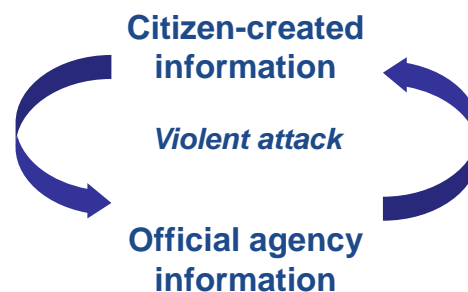 Citizen-created
information
Violent attack
Official agency
information